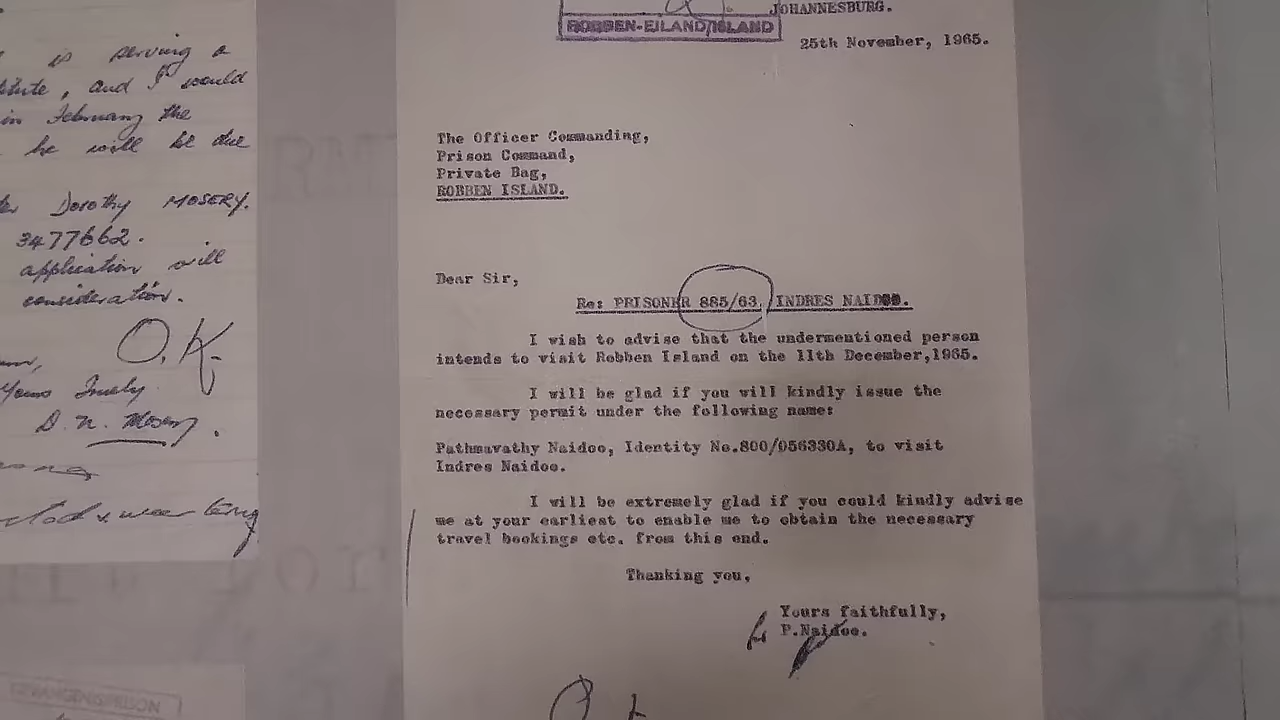 is serving a
and I would
in February the
he will be due
Dorothy MOSERY.
3477662.
application will
consideration.
O.K.
Yours Truely
D. N. Mosery.
JOHANNESBURG.
ROBBEN-EILAND/ISLAND
25th November, 1965.
The Officer Commanding,
Prison Command,
Private Bag,
ROBBEN ISLAND.
Dear Sir,
Re: PRISONER 885/63, INDRES NAIDOO.
I wish to advise that the undermentioned person
intends to visit Robben Island on the 11th December,1965.
I will be glad if you will kindly issue the
necessary permit under the following name:
Pathmavathy Naidoo, Identity No.800/056330A, to visit
Indres Naidoo.
I will be extremely glad if you could kindly advise
me at your earliest to enable me to obtain the necessary
travel bookings etc. from this end.
Thanking you,
Yours faithfully,
P.Naidoo.